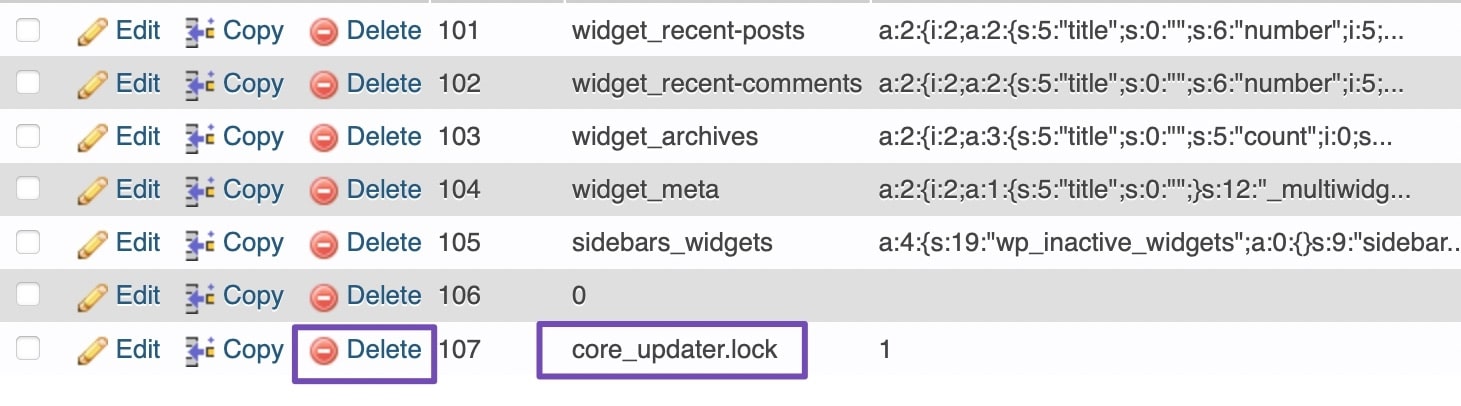 Edit Copy Delete 101 widget_recent-posts a:2:{i:2;a:2:{s:5:"title";s:0:"";s:6:"number";i:5;...
Edit Copy Delete 102 widget_recent-comments a:2:{i:2;a:2:{s:5:"title";s:0:"";s:6:"number";i:5;...
Edit Copy Delete 103 widget_archives a:2:{i:2;a:3:{s:5:"title";s:0:"";s:5:"count";i:0;s...
Edit Copy Delete 104 widget_meta a:2:{i:2;a:1:{s:5:"title";s:0:"";}s:12:"_multiwidg...
Edit Copy Delete 105 sidebars_widgets a:4:{s:19:"wp_inactive_widgets";a:0:{}s:9:"sidebar...
Edit Copy Delete 106 0
Edit Copy Delete 107 core_updater.lock 1